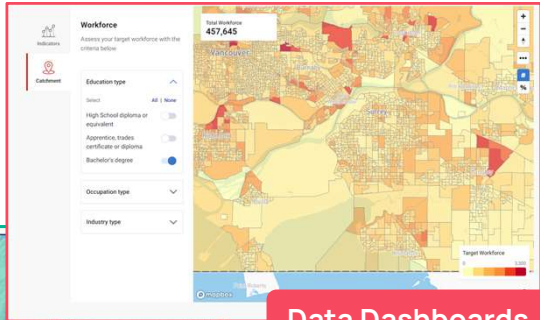 Indicators
Catchment
Workforce
Assess your target workforce with the
criteria below
Education type
Select
All | None
High School diploma or
equivalent
Apprentice, trades
certificate or diploma
Bachelor's degree
Occupation type
Industry type
Total Workforce
457,645
Vancouver
Surrey
+
−
•••
#
%
Target Workforce
0
mapbox
Data Dashboards